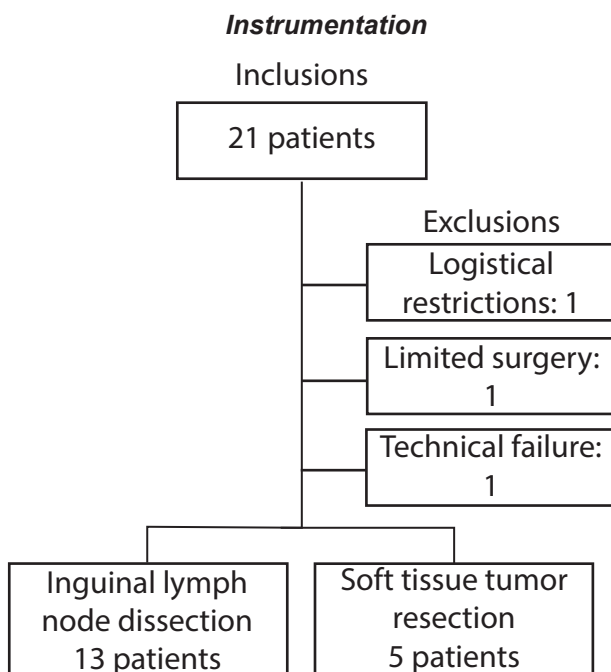 Instrumentation
Inclusions
21 patients
Exclusions
Logistical
restrictions: 1
Limited surgery:
1
Technical failure:
1
Inguinal lymph
node dissection
13 patients
Soft tissue tumor
resection
5 patients